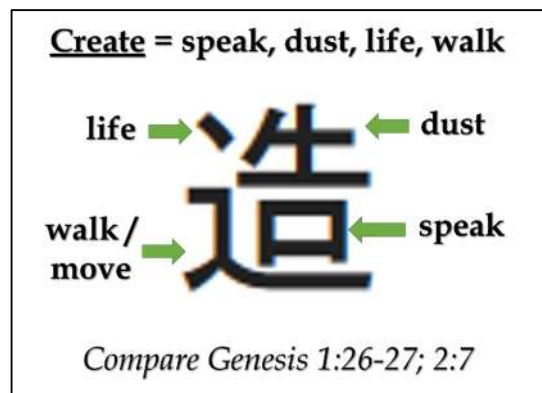 Create = speak, dust, life, walk
life
dust
造
walk /
move
speak
Compare Genesis 1:26-27; 2:7